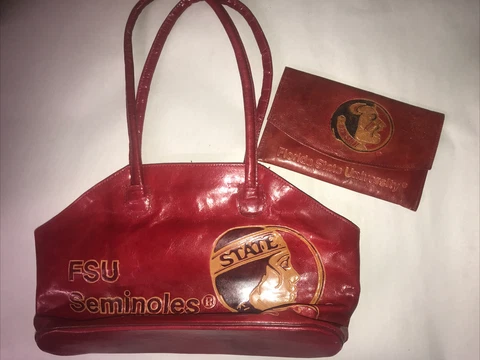 Florida State University®
STATE
FSU
Seminoles®